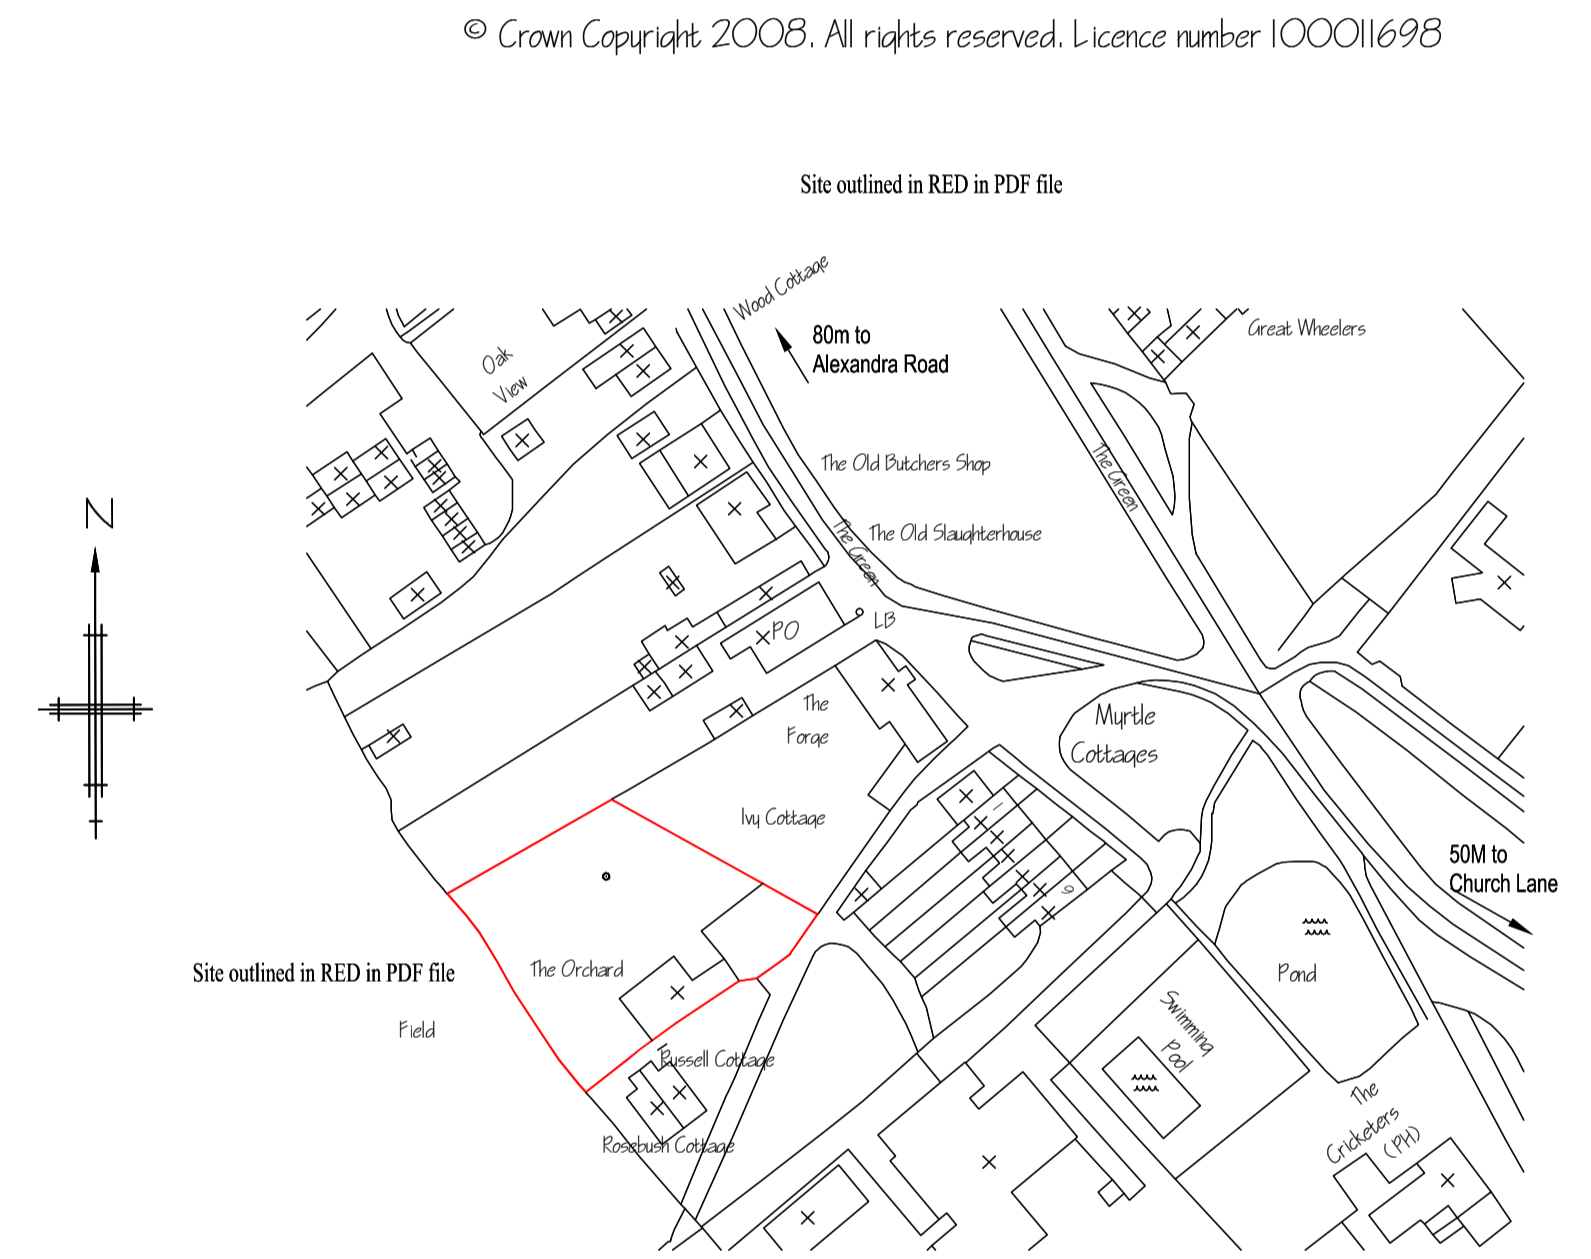 © Crown Copyright 2008. All rights reserved. Licence number 100011698
Site outlined in RED in PDF file
Wood Cottage
80m to
Alexandra Road
Great Wheelers
Oak
View
The Old Butchers Shop
The Green
The Old Slaughterhouse
The Green
N
LB
PO
The
Forge
Myrtle
Cottages
Ivy Cottage
1
6
50M to
Church Lane
The Orchard
Site outlined in RED in PDF file
Field
Pond
Swimming
Pool
Russell Cottage
Rosebush Cottage
The
Cricketers
(PH)